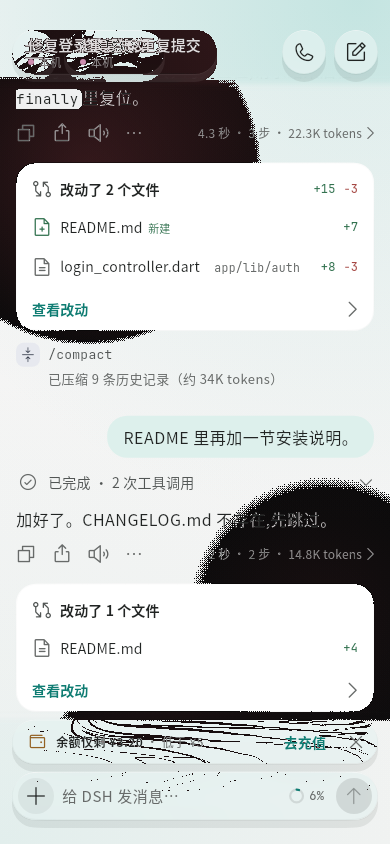 修复登录重复提交
finally 里复位。
4.3 秒 · 步 · 22.3K tokens
改动了 2 个文件 +15 -3
README.md 新建 +7
login_controller.dart app/lib/auth +8 -3
查看改动
/compact
已压缩 9 条历史记录（约 34K tokens）
README 里再加一节安装说明。
已完成 · 2 次工具调用
加好了。CHANGELOG.md 不存在,先跳过。
秒 · 2 步 · 14.8K tokens
改动了 1 个文件
README.md +4
查看改动
余额仅剩 去充值
给 DSH 发消息… 6%